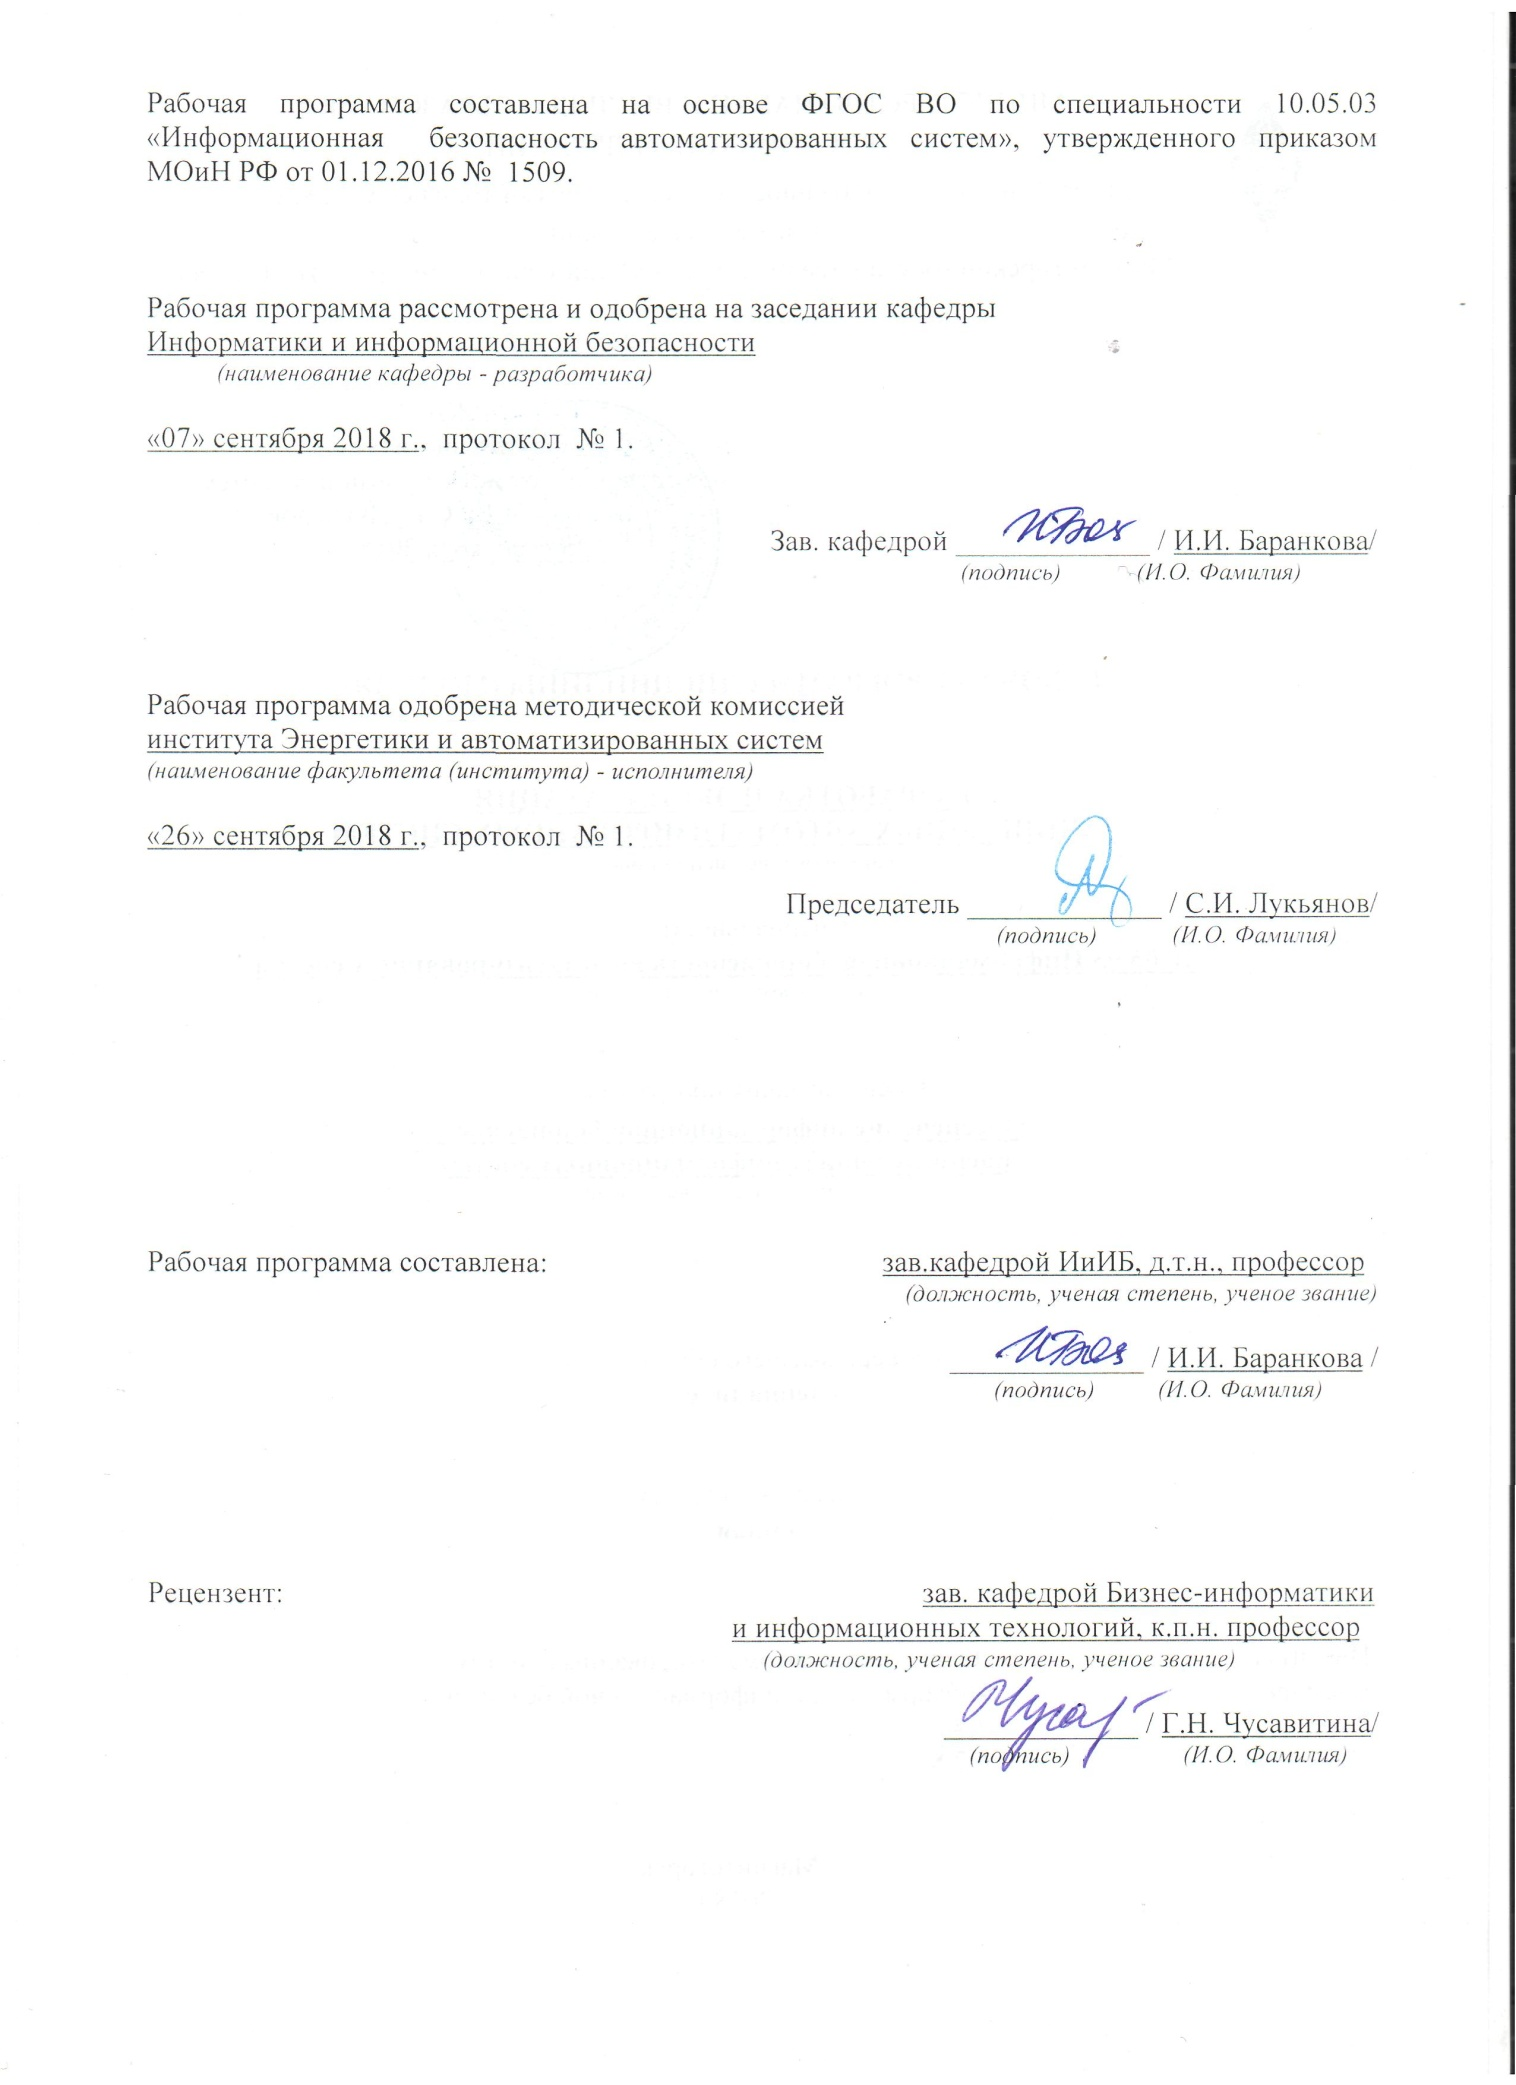 Рабочая программа составлена на основе ФГОС ВО по специальности 10.05.03
«Информационная безопасность автоматизированных систем», утвержденного приказом
МОиН РФ от 01.12.2016 № 1509.
Рабочая программа рассмотрена и одобрена на заседании кафедры
Информатики и информационной безопасности
(наименование кафедры - разработчика)
«07» сентября 2018 г., протокол № 1.
Зав. кафедрой ______________ / И.И. Баранкова/
(подпись) (И.О. Фамилия)
Рабочая программа одобрена методической комиссией
института Энергетики и автоматизированных систем
(наименование факультета (института) - исполнителя)
«26» сентября 2018 г., протокол № 1.
Председатель ______________ / С.И. Лукьянов/
(подпись) (И.О. Фамилия)
Рабочая программа составлена: зав.кафедрой ИиИБ, д.т.н., профессор
(должность, ученая степень, ученое звание)
______________ / И.И. Баранкова /
(подпись) (И.О. Фамилия)
Рецензент: зав. кафедрой Бизнес-информатики
и информационных технологий, к.п.н. профессор
(должность, ученая степень, ученое звание)
______________ / Г.Н. Чусавитина/
(подпись) (И.О. Фамилия)